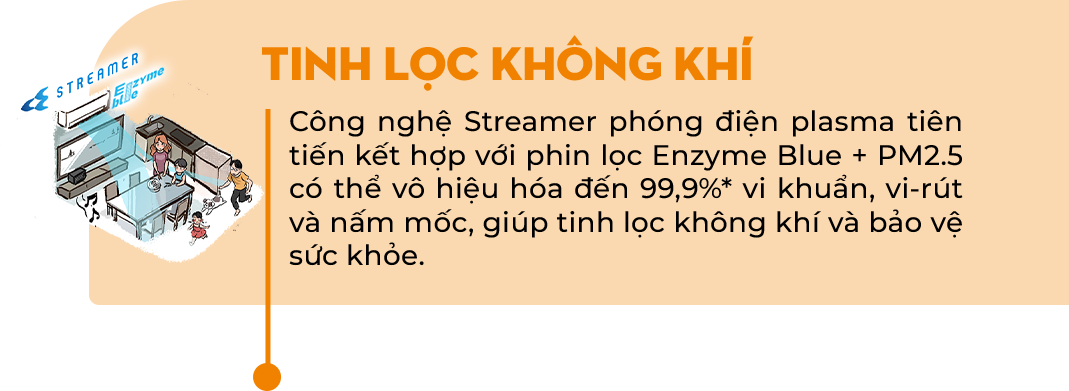 STREAMER
Enzyme
blue
TINH LỌC KHÔNG KHÍ
Công nghệ Streamer phóng điện plasma tiên
tiến kết hợp với phin lọc Enzyme Blue + PM2.5
có thể vô hiệu hóa đến 99,9%* vi khuẩn, vi-rút
và nấm mốc, giúp tinh lọc không khí và bảo vệ
sức khỏe.